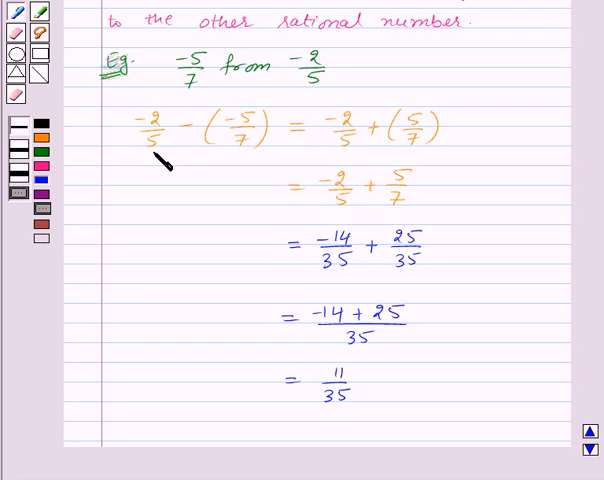 to the other rational number.
Eg. -5/7 from -2/5
-2/5 - (-5/7) = -2/5 + (5/7)
= -2/5 + 5/7
= -14/35 + 25/35
= -14 + 25/35
= 11/35